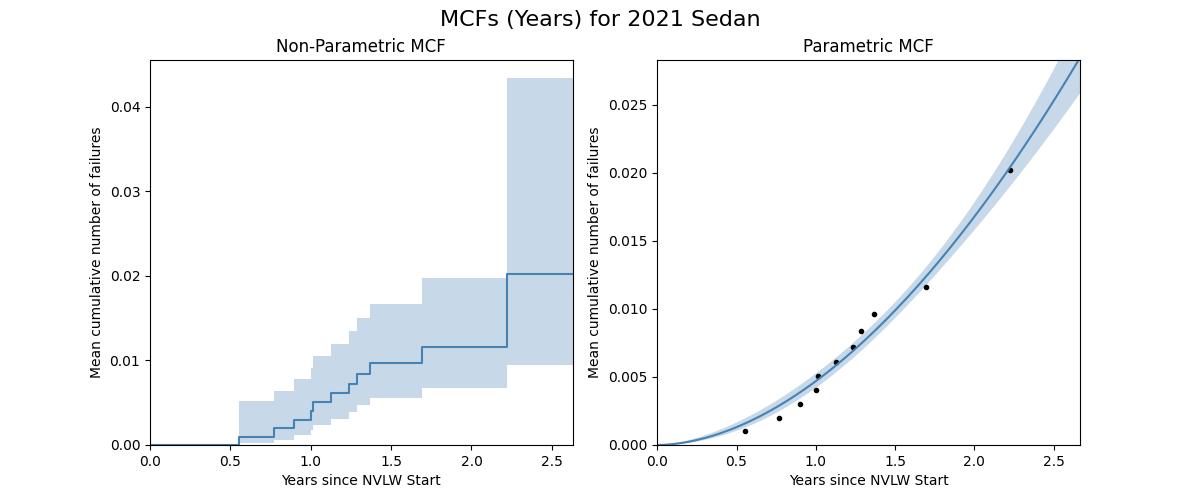 MCFs (Years) for 2021 Sedan
Non-Parametric MCF
Mean cumulative number of failures
0.04
0.03
0.02
0.01
0.00
0.0 0.5 1.0 1.5 2.0 2.5
Years since NVLW Start
Parametric MCF
Mean cumulative number of failures
0.025
0.020
0.015
0.010
0.005
0.000
0.0 0.5 1.0 1.5 2.0 2.5
Years since NVLW Start